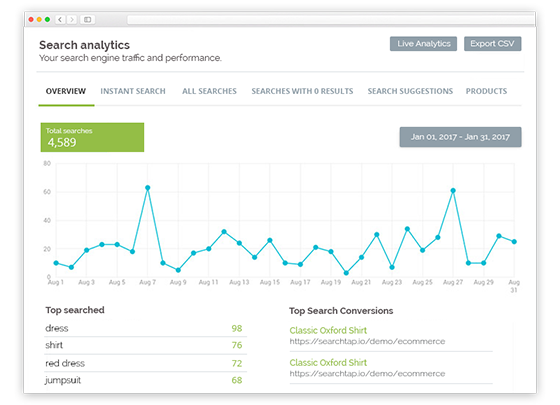 Search analytics
Your search engine traffic and performance.
Live Analytics
Export CSV
OVERVIEW
INSTANT SEARCH
ALL SEARCHES
SEARCHES WITH 0 RESULTS
SEARCH SUGGESTIONS
PRODUCTS
Total searches
4,589
Jan 01, 2017 - Jan 31, 2017
80
60
40
20
0
Aug 1
Aug 3
Aug 5
Aug 7
Aug 9
Aug 11
Aug 13
Aug 15
Aug 17
Aug 19
Aug 21
Aug 23
Aug 25
Aug 27
Aug 29
Aug
31
Top searched
dress 98
shirt 76
red dress 72
jumpsuit 68
Top Search Conversions
Classic Oxford Shirt
https://searchtap.io/demo/ecommerce
Classic Oxford Shirt
https://searchtap.io/demo/ecommerce